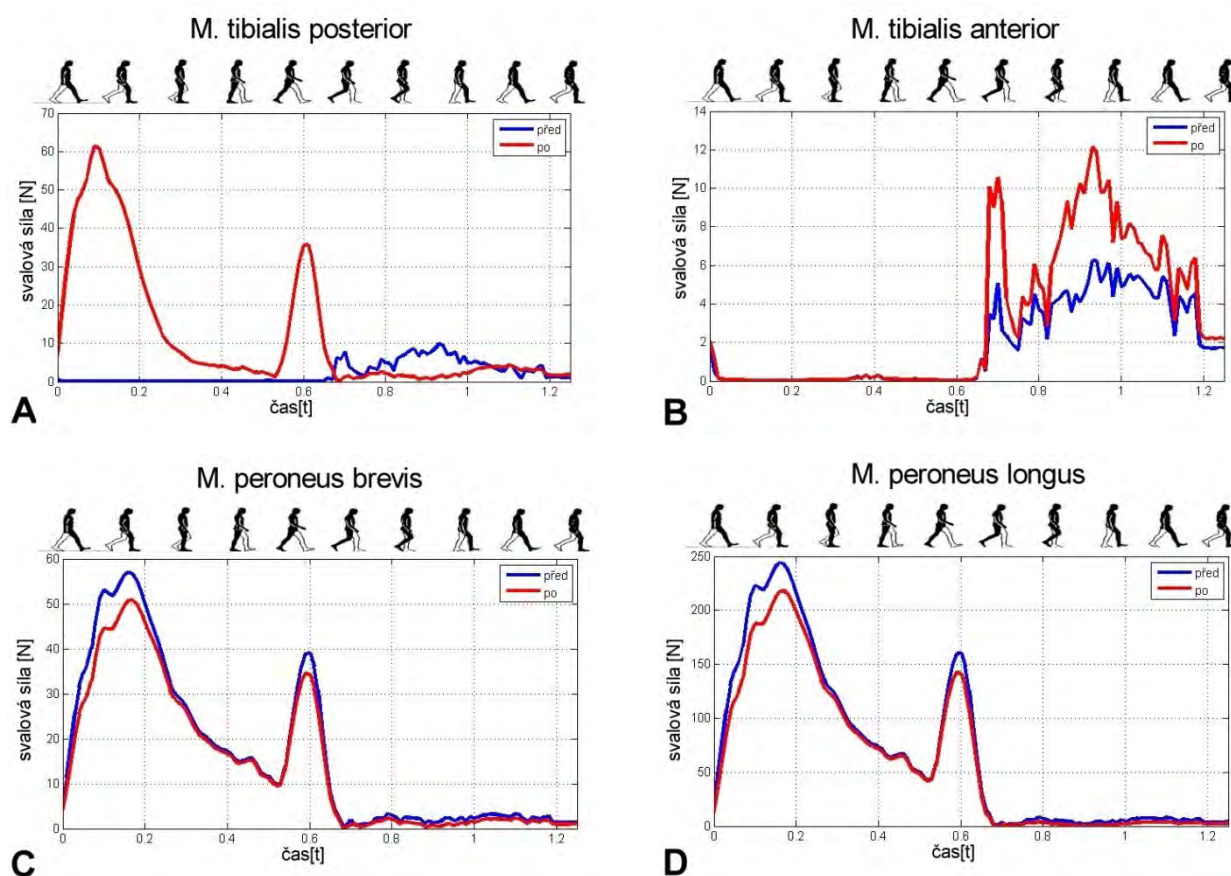 M. tibialis posterior
před
po
70
60
50
40
30
20
10
0
svalová síla [N]
0 0.2 0.4 0.6 0.8 1 1.2
čas[t]
A
M. tibialis anterior
před
po
14
12
10
8
6
4
2
0
svalová síla [N]
0 0.2 0.4 0.6 0.8 1 1.2
čas[t]
B
M. peroneus brevis
před
po
60
50
40
30
20
10
0
svalová síla [N]
0 0.2 0.4 0.6 0.8 1 1.2
čas[t]
C
M. peroneus longus
před
po
250
200
150
100
50
0
svalová síla [N]
0 0.2 0.4 0.6 0.8 1 1.2
čas[t]
D